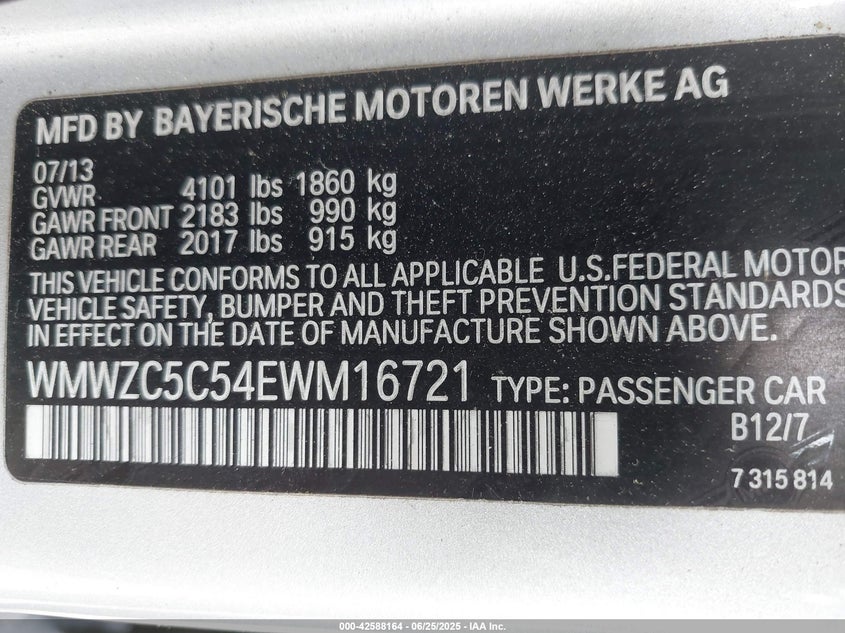 MFD BY BAYERISCHE MOTOREN WERKE AG
07/13
GVWR 4101 lbs 1860 kg
GAWR FRONT 2183 lbs 990 kg
GAWR REAR 2017 lbs 915 kg
THIS VEHICLE CONFORMS TO ALL APPLICABLE U.S.FEDERAL MOTOR
VEHICLE SAFETY, BUMPER AND THEFT PREVENTION STANDARDS
IN EFFECT ON THE DATE OF MANUFACTURE SHOWN ABOVE.
WMWZC5C54EWM16721 TYPE: PASSENGER CAR
B12/7
7 315 814
000-42588164 | 06/25/2025 - IAA Inc.